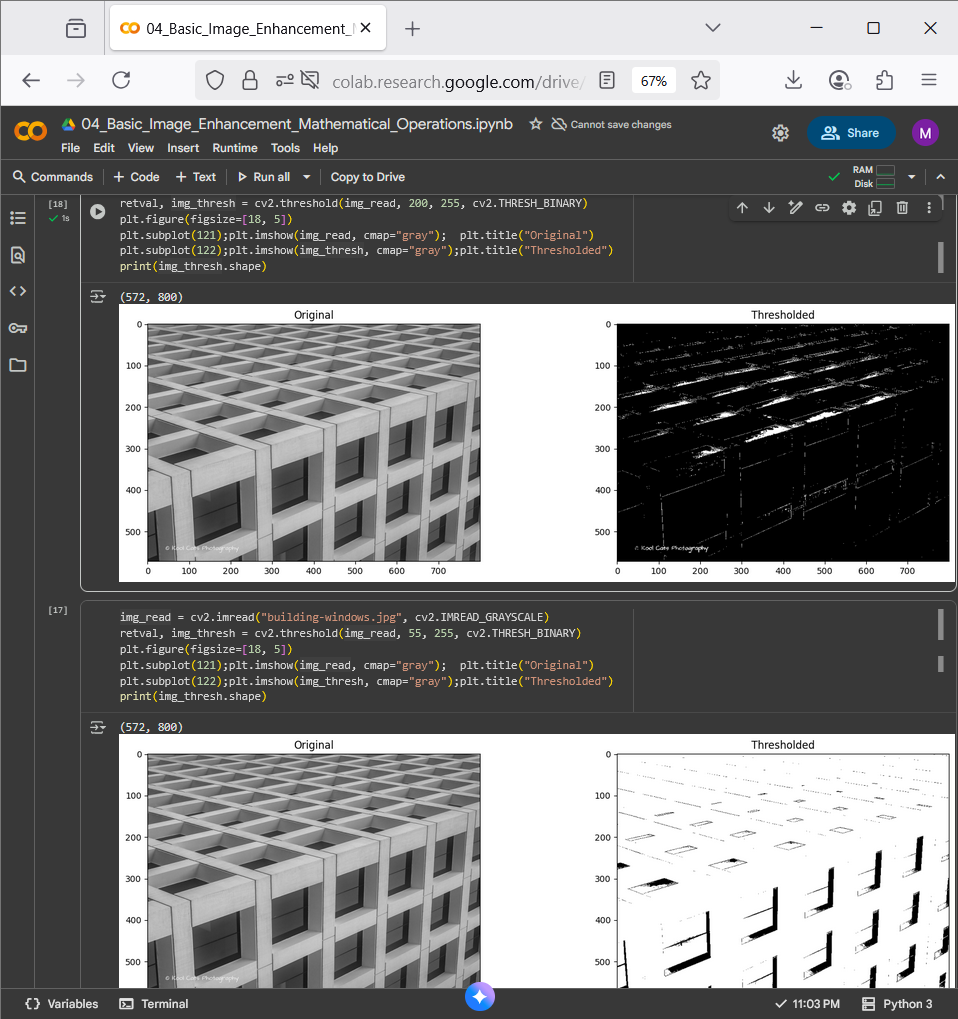 04_Basic_Image_Enhancement_
colab.research.google.com/drive/
67%
04_Basic_Image_Enhancement_Mathematical_Operations.ipynb
Cannot save changes
Share
M
File Edit View Insert Runtime Tools Help
Commands + Code + Text Run all Copy to Drive
RAM
Disk
[18]
1s
retval, img_thresh = cv2.threshold(img_read, 200, 255, cv2.THRESH_BINARY)
plt.figure(figsize=[18, 5])
plt.subplot(121);plt.imshow(img_read, cmap="gray");  plt.title("Original")
plt.subplot(122);plt.imshow(img_thresh, cmap="gray");plt.title("Thresholded")
print(img_thresh.shape)
(572, 800)
Original
0
100
200
300
400
500
0 100 200 300 400 500 600 700
© Kool Cats Photography
Thresholded
0
100
200
300
400
500
0 100 200 300 400 500 600 700
© Kool Cats Photography
[17]
img_read = cv2.imread("building-windows.jpg", cv2.IMREAD_GRAYSCALE)
retval, img_thresh = cv2.threshold(img_read, 55, 255, cv2.THRESH_BINARY)
plt.figure(figsize=[18, 5])
plt.subplot(121);plt.imshow(img_read, cmap="gray");  plt.title("Original")
plt.subplot(122);plt.imshow(img_thresh, cmap="gray");plt.title("Thresholded")
print(img_thresh.shape)
(572, 800)
Original
0
100
200
300
400
500
© Kool Cats Photography
Thresholded
0
100
200
300
400
500
Variables Terminal
11:03 PM Python 3